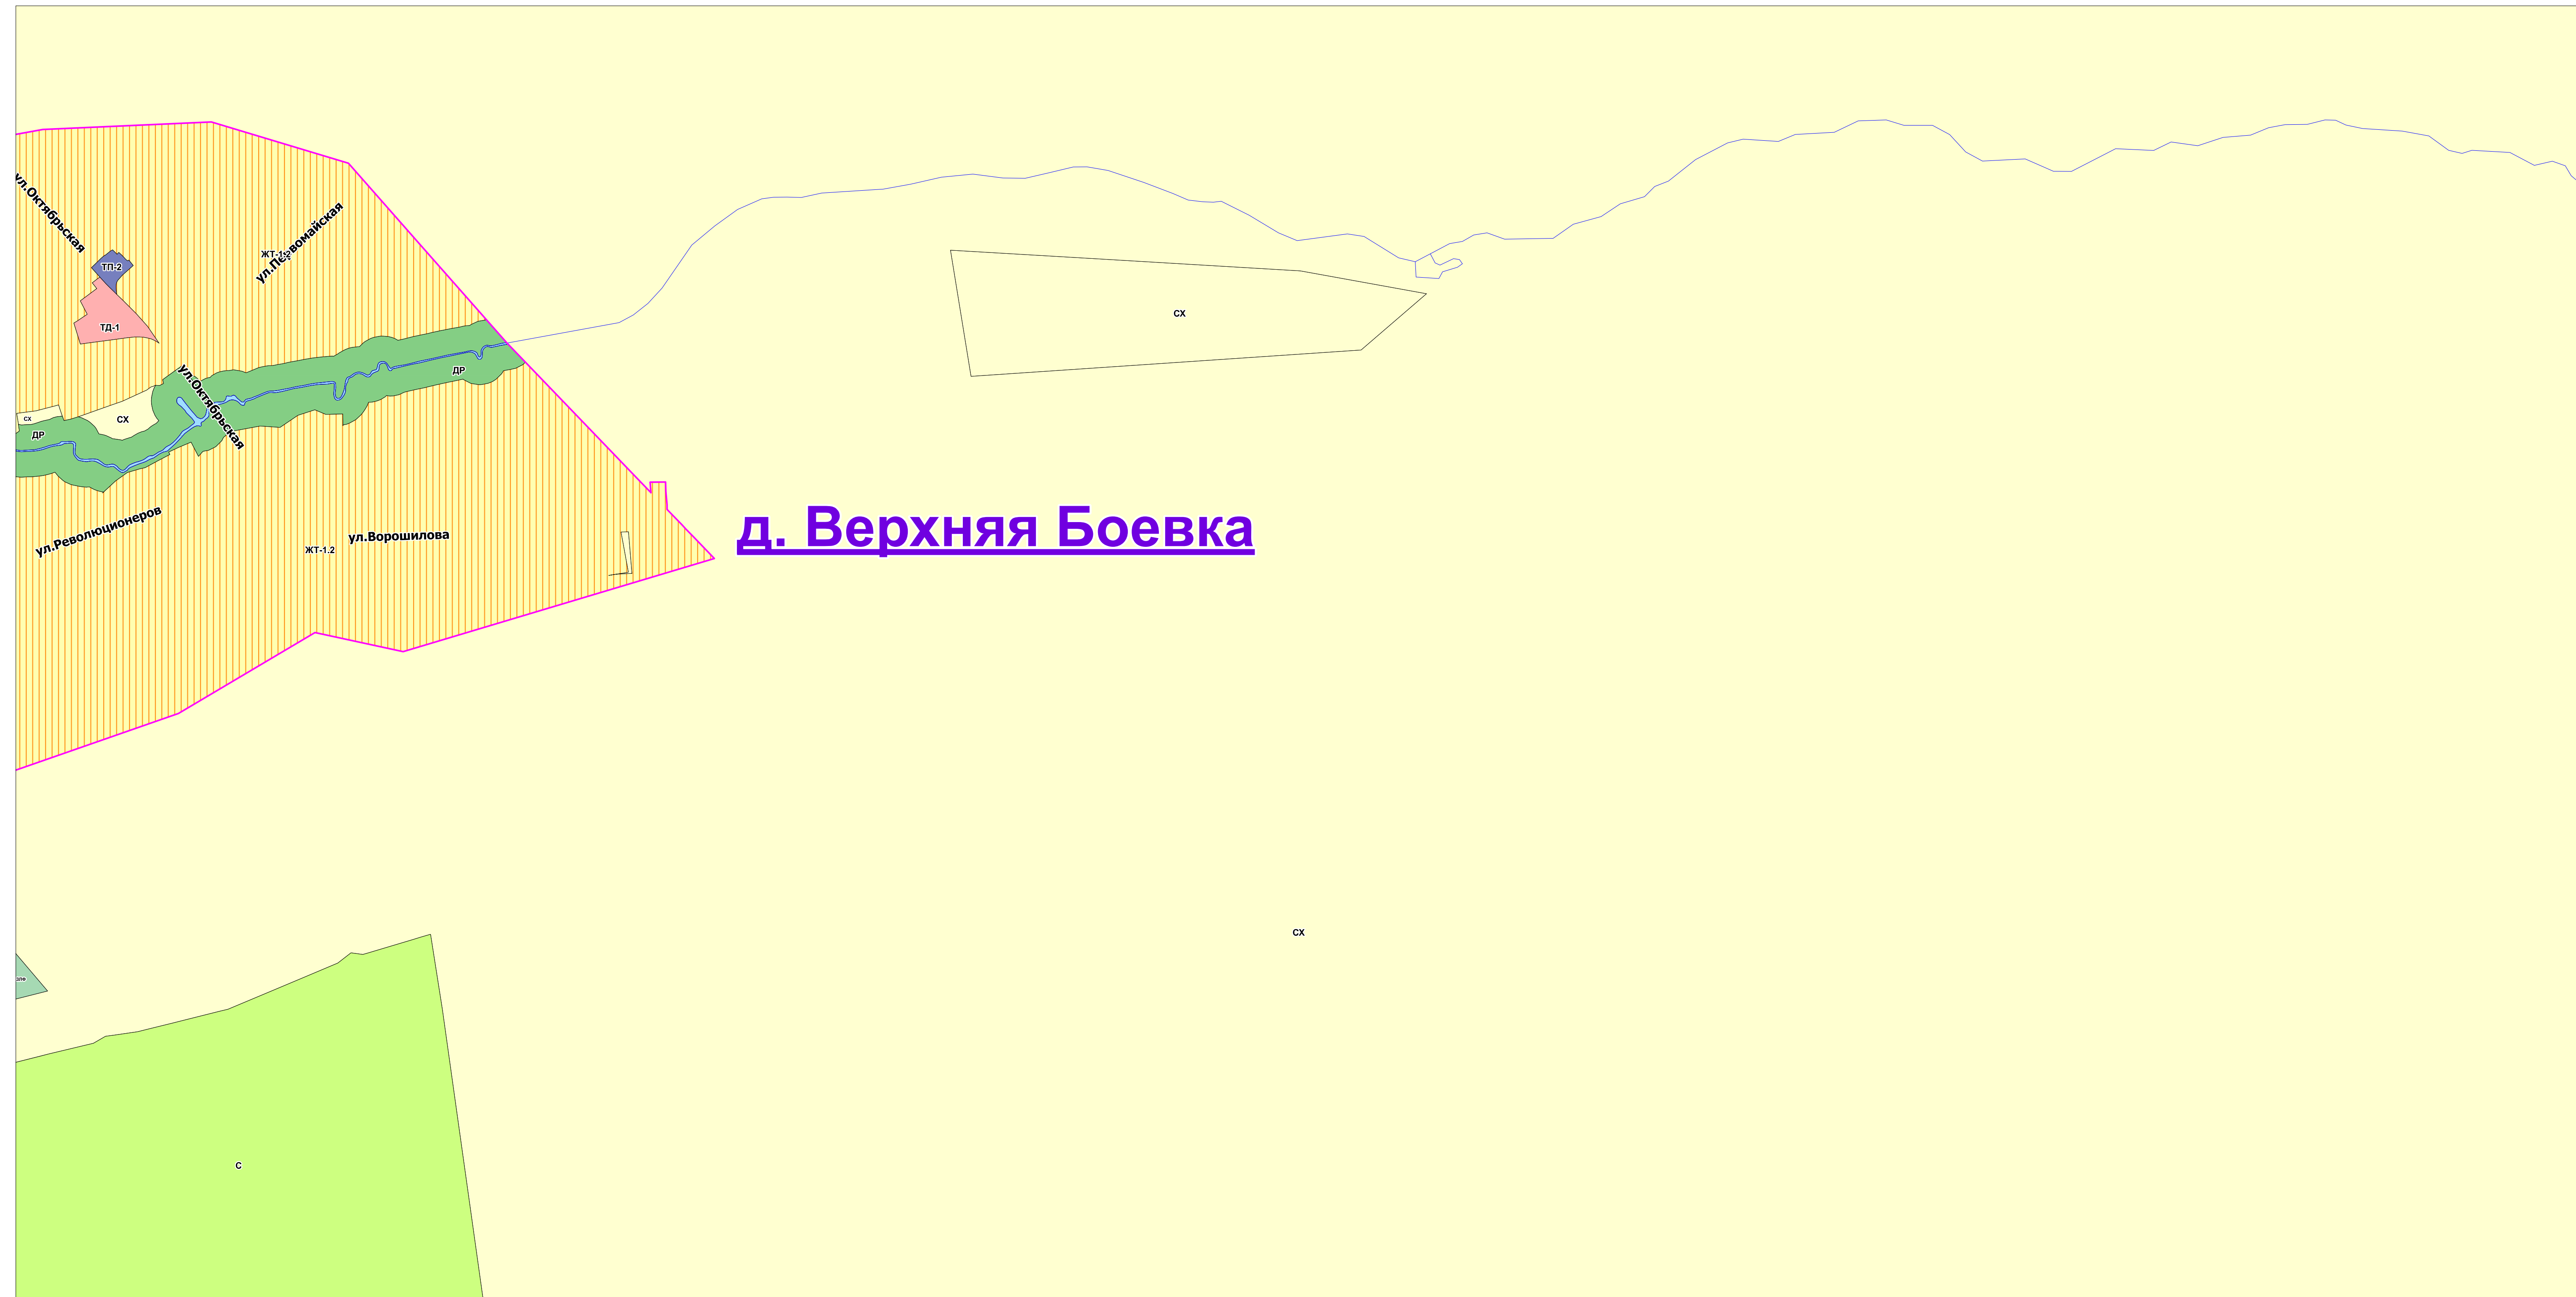 ул.Октябрьская
ул.Первомайская
ЖТ-1.2
ТП-2
СХ
ТД-1
ДР
ул.Октябрьская
СХ
СХ
ДР
д. Верхняя Боевка
ул.Революционеров
ул.Ворошилова
ЖТ-1.2
СХ
С